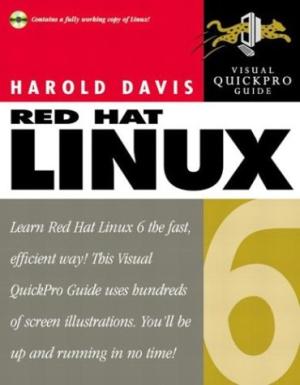 Contains a fully working copy of Linux!
HAROLD DAVIS
VISUAL
QUICKPRO
GUIDE
RED HAT
LINUX
6
Learn Red Hat Linux 6 the fast,
efficient way! This Visual
QuickPro Guide uses hundreds
of screen illustrations. You'll be
up and running in no time!